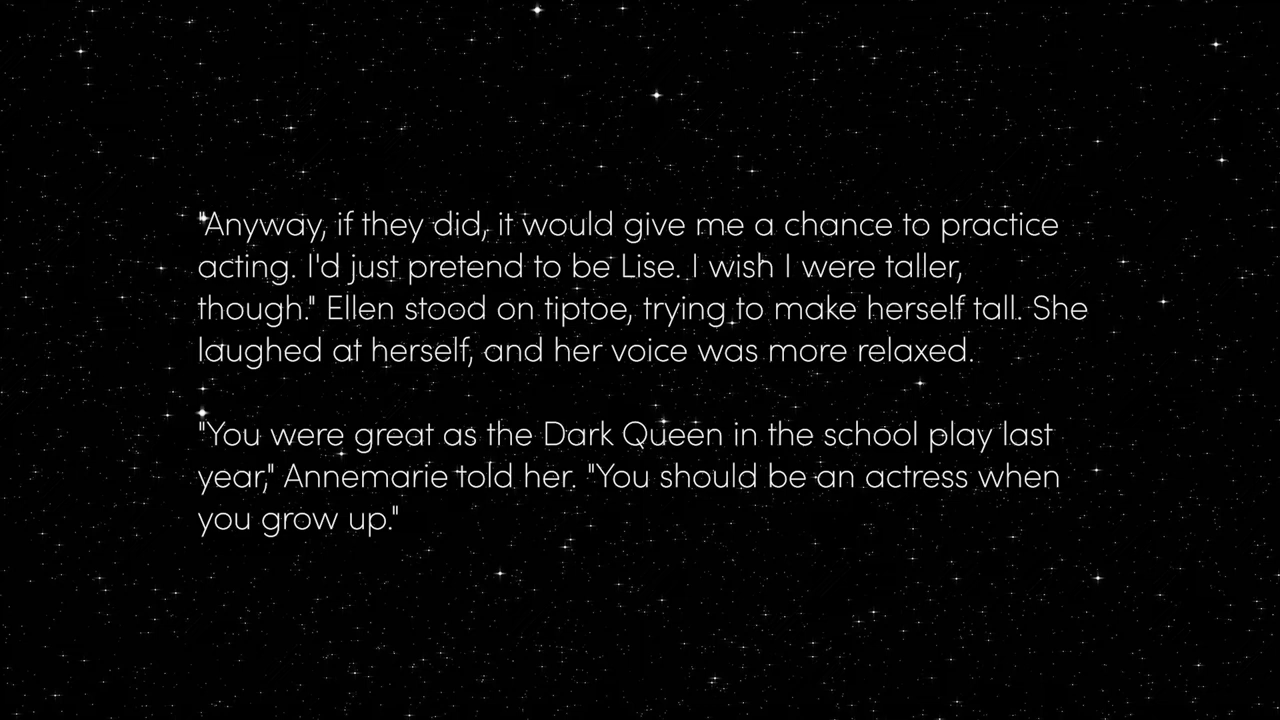 "Anyway, if they did, it would give me a chance to practice
acting. I'd just pretend to be Lise. I wish I were taller,
though." Ellen stood on tiptoe, trying to make herself tall. She
laughed at herself, and her voice was more relaxed.
"You were great as the Dark Queen in the school play last
year," Annemarie told her. "You should be an actress when
you grow up."